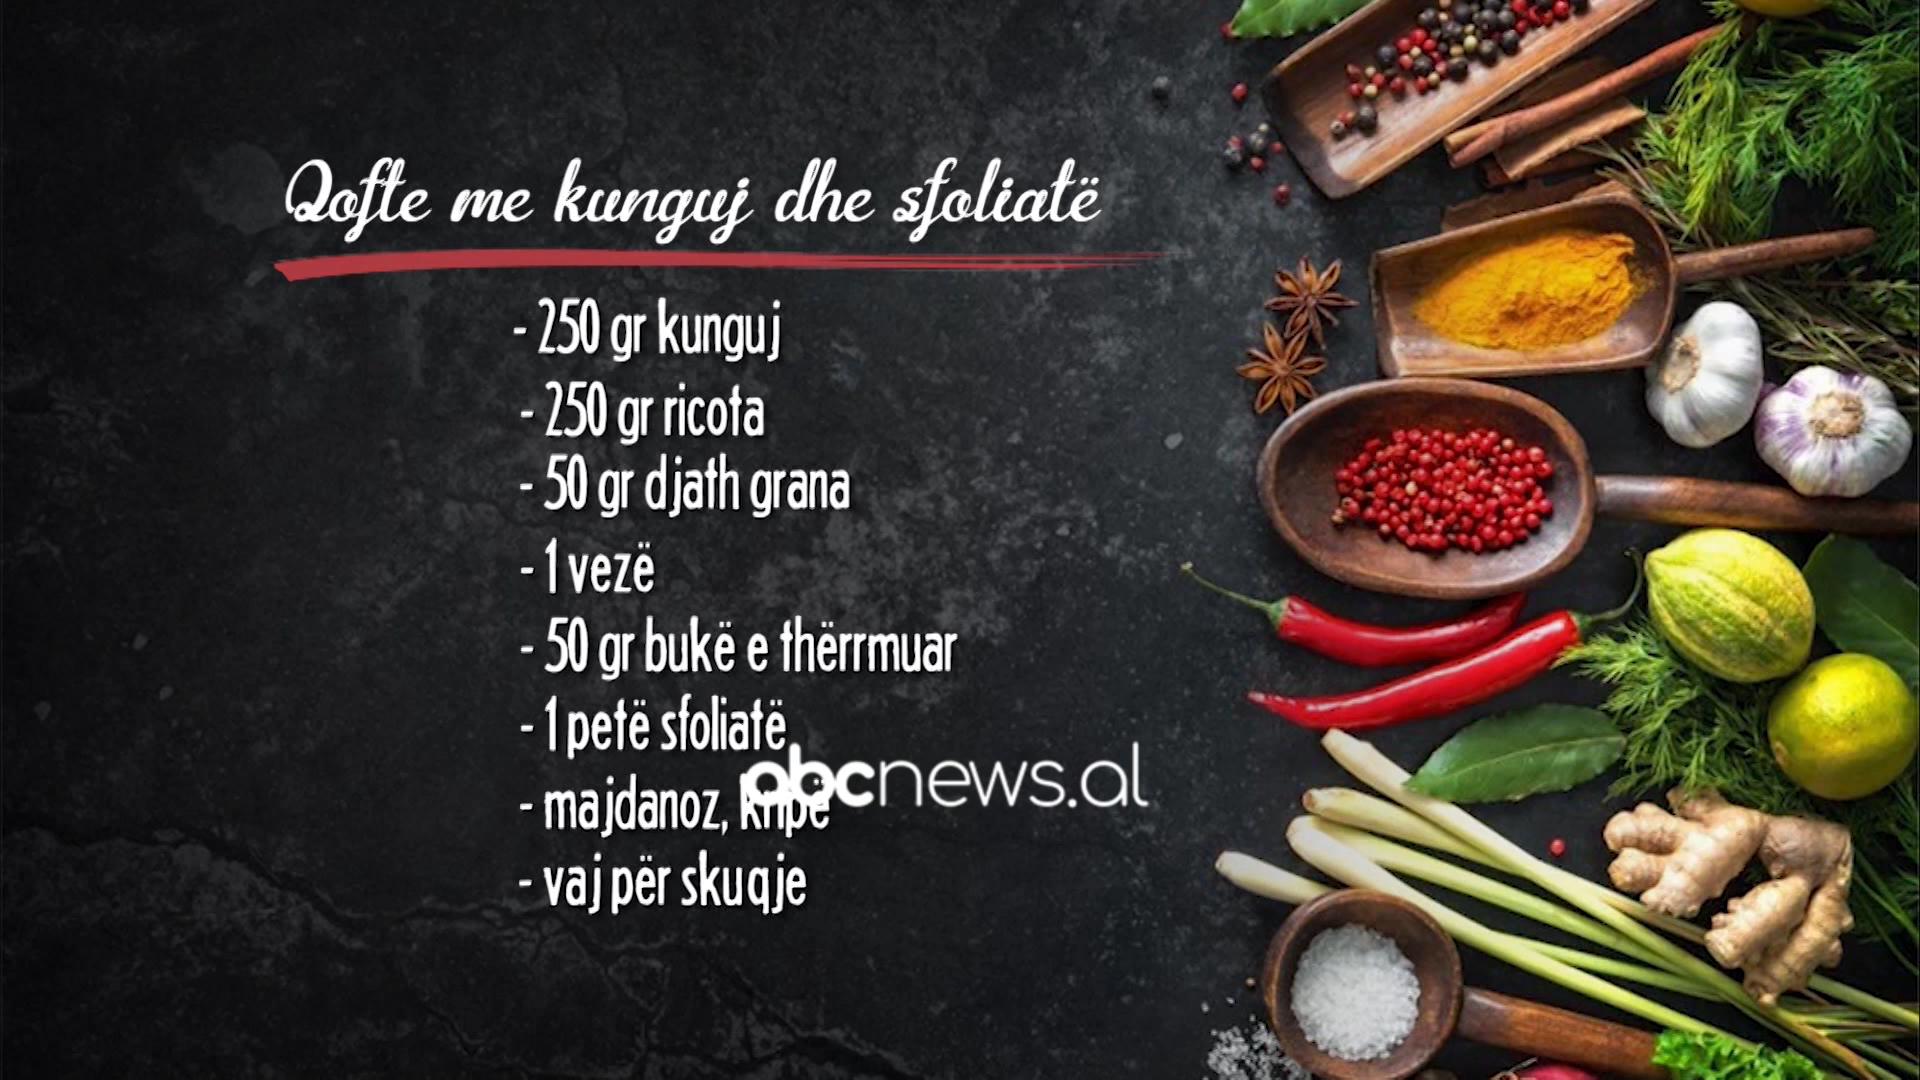 Qofte me kunguj dhe sfoliatë
- 250 gr kunguj
- 250 gr ricota
- 50 gr djath grana
- 1 vezë
- 50 gr bukë e thërrmuar
- 1 petë sfoliatë
- majdanoz, kripë
abcnews.al
- vaj për skuqje